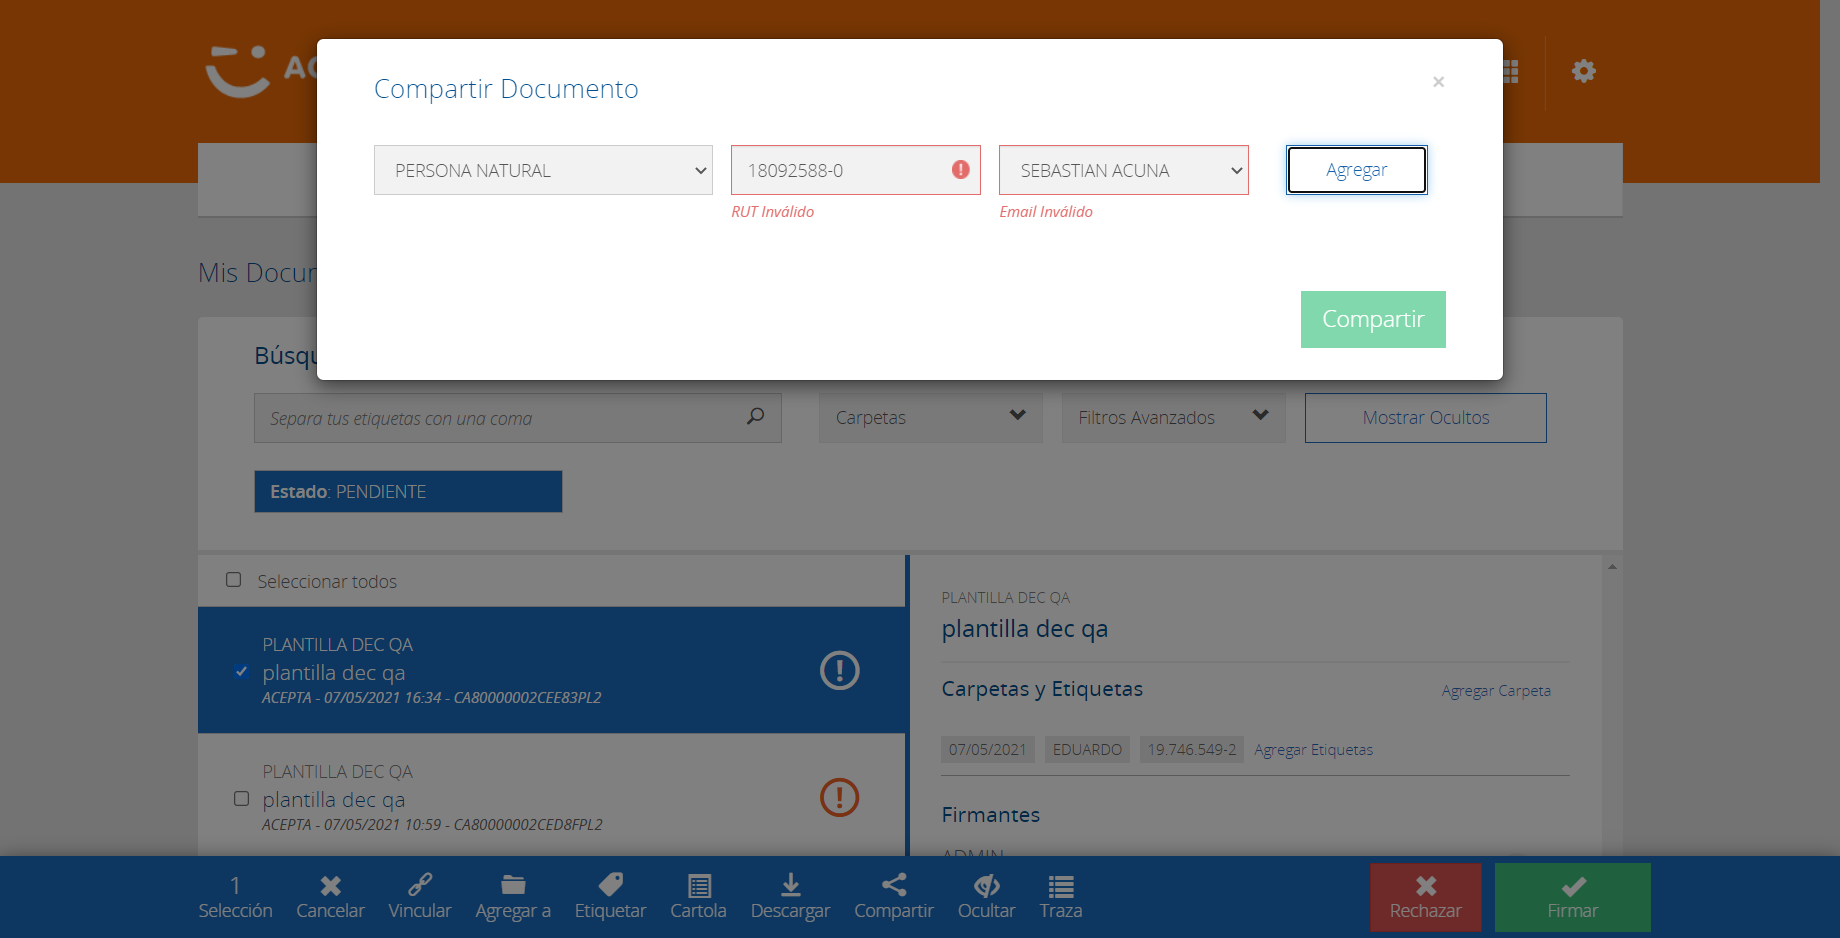 AC
Compartir Documento
×
PERSONA NATURAL
18092588-0
SEBASTIAN ACUNA
Agregar
RUT Inválido
Email Inválido
Compartir
Mis Docu
Búsqu
Separa tus etiquetas con una coma
Carpetas
Filtros Avanzados
Mostrar Ocultos
Estado: PENDIENTE
Seleccionar todos
PLANTILLA DEC QA
plantilla dec qa
ACEPTA - 07/05/2021 16:34 - CA80000002CEE83PL2
PLANTILLA DEC QA
plantilla dec qa
ACEPTA - 07/05/2021 10:59 - CA80000002CED8FPL2
PLANTILLA DEC QA
plantilla dec qa
Carpetas y Etiquetas
Agregar Carpeta
07/05/2021
EDUARDO
19.746.549-2
Agregar Etiquetas
Firmantes
ADMIN
1
Selección
Cancelar
Vincular
Agregar a
Etiquetar
Cartola
Descargar
Compartir
Ocultar
Traza
Rechazar
Firmar